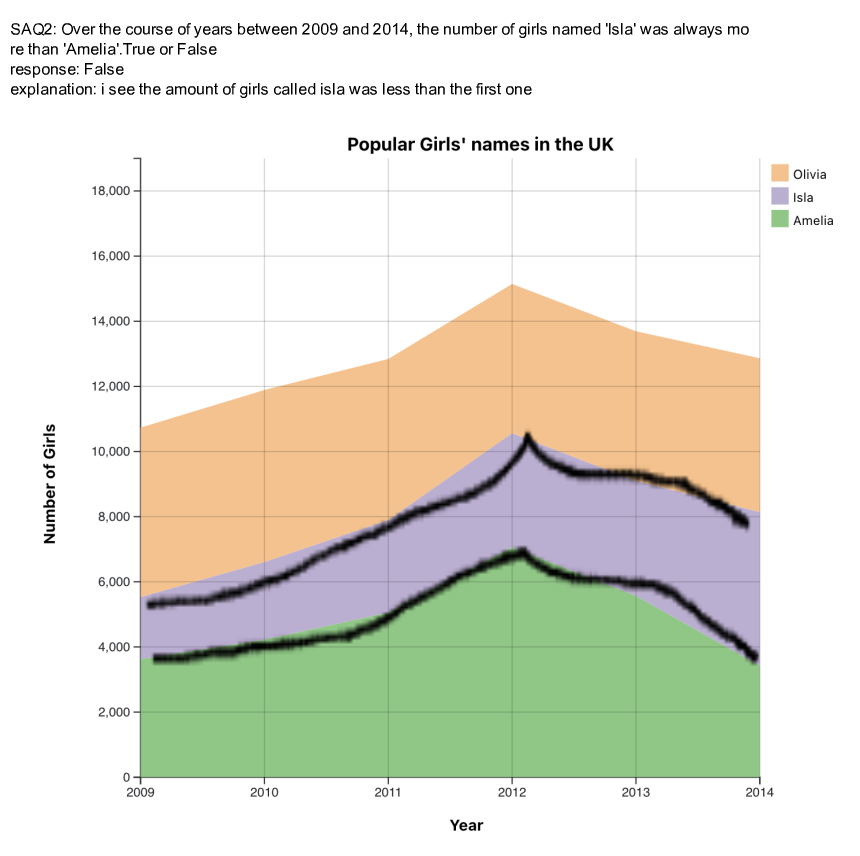 SAQ2: Over the course of years between 2009 and 2014, the number of girls named 'Isla' was always mo
re than 'Amelia'.True or False
response: False
explanation: i see the amount of girls called isla was less than the first one
Popular Girls' names in the UK
Olivia
Isla
Amelia
18,000
16,000
14,000
12,000
10,000
8,000
6,000
4,000
2,000
0
Number of Girls
2009 2010 2011 2012 2013 2014
Year